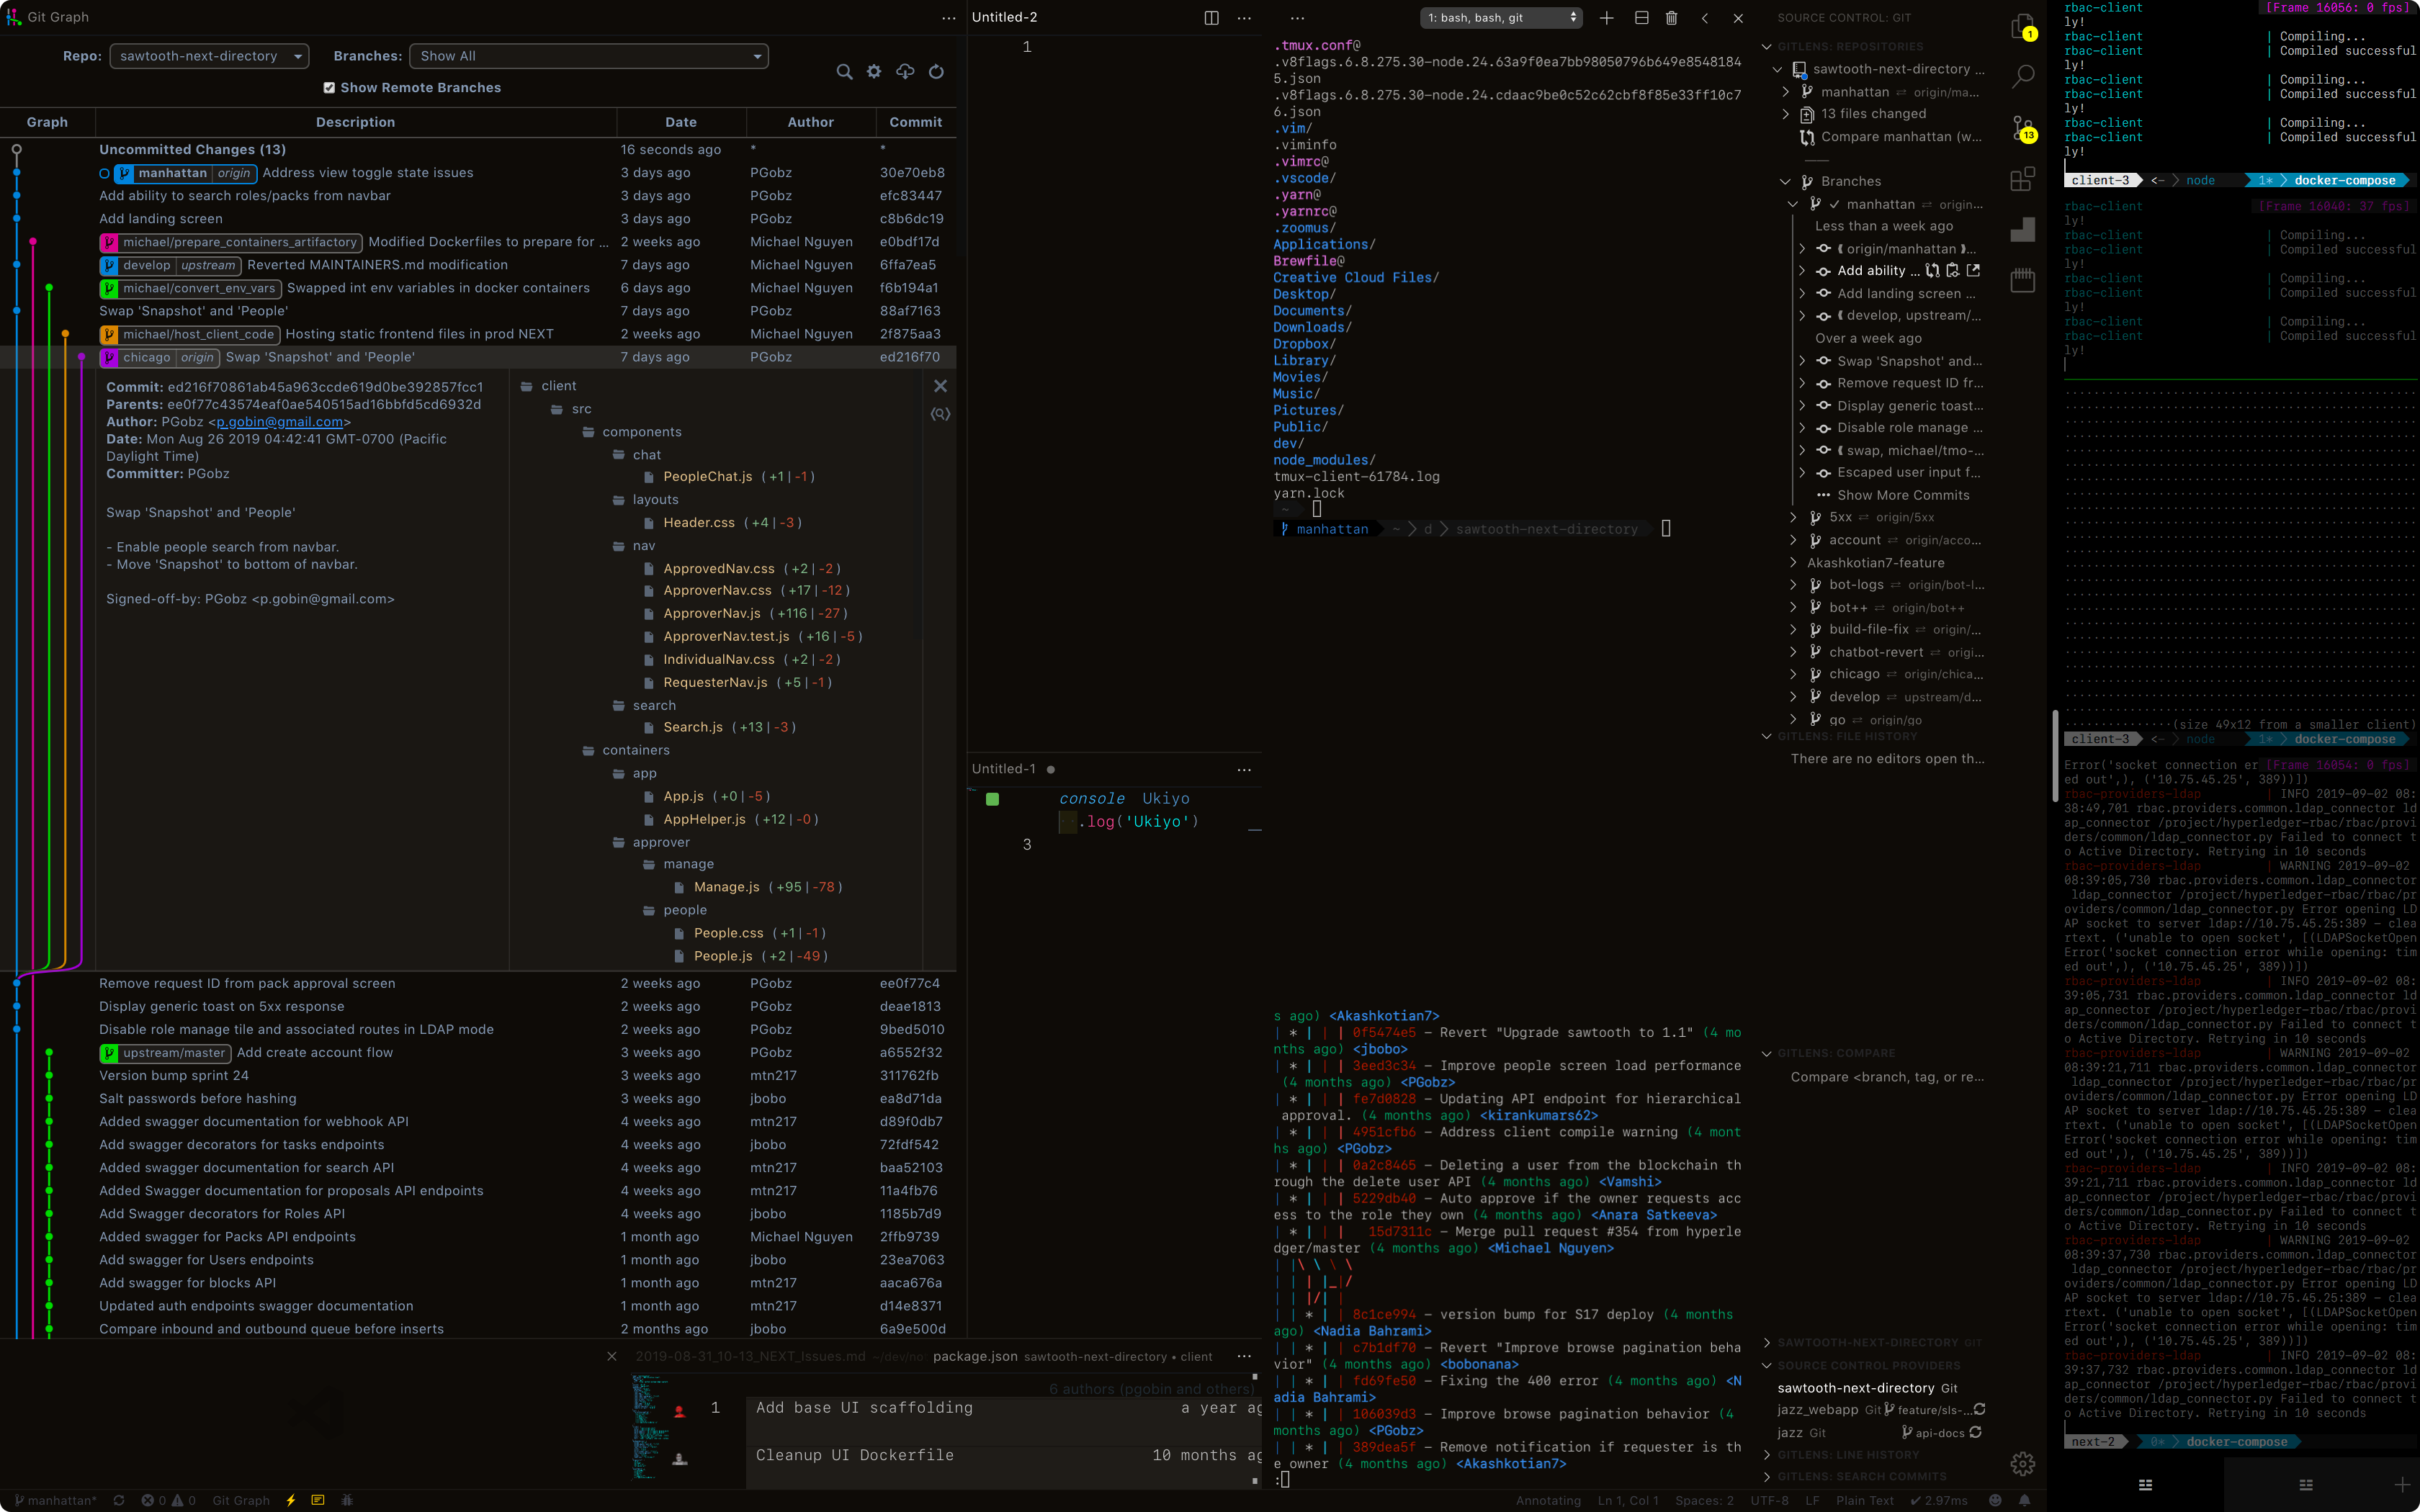 Git Graph
Repo: sawtooth-next-directory Branches: Show All
Show Remote Branches
Graph Description Date Author Commit
Uncommitted Changes (13) 16 seconds ago * *
manhattan origin Address view toggle state issues 3 days ago PGobz 30e70eb8
Add ability to search roles/packs from navbar 3 days ago PGobz efc83447
Add landing screen 3 days ago PGobz c8b6dc19
michael/prepare_containers_artifactory Modified Dockerfiles to prepare for ... 2 weeks ago Michael Nguyen e0bdf17d
develop upstream Reverted MAINTAINERS.md modification 7 days ago Michael Nguyen 6ffa7ea5
michael/convert_env_vars Swapped int env variables in docker containers 6 days ago Michael Nguyen f6b194a1
Swap 'Snapshot' and 'People' 7 days ago PGobz 88af7163
michael/host_client_code Hosting static frontend files in prod NEXT 2 weeks ago Michael Nguyen 2f875aa3
chicago origin Swap 'Snapshot' and 'People' 7 days ago PGobz ed216f70
Commit: ed216f70861ab45a963ccde619d0be392857fcc1
Parents: ee0f77c43574eaf0ae540515ad16bbfd5cd6932d
Author: PGobz <p.gobin@gmail.com>
Date: Mon Aug 26 2019 04:42:41 GMT-0700 (Pacific
Daylight Time)
Committer: PGobz
Swap 'Snapshot' and 'People'
- Enable people search from navbar.
- Move 'Snapshot' to bottom of navbar.
Signed-off-by: PGobz <p.gobin@gmail.com>
client
src
components
chat
PeopleChat.js (+1|-1)
layouts
Header.css (+4|-3)
nav
ApprovedNav.css (+2|-2)
ApproverNav.css (+17|-12)
ApproverNav.js (+116|-27)
ApproverNav.test.js (+16|-5)
IndividualNav.css (+2|-2)
RequesterNav.js (+5|-1)
search
Search.js (+13|-3)
containers
app
App.js (+0|-5)
AppHelper.js (+12|-0)
approver
manage
Manage.js (+95|-78)
people
People.css (+1|-1)
People.js (+2|-49)
Remove request ID from pack approval screen 2 weeks ago PGobz ee0f77c4
Display generic toast on 5xx response 2 weeks ago PGobz deae1813
Disable role manage tile and associated routes in LDAP mode 2 weeks ago PGobz 9bed5010
upstream/master Add create account flow 3 weeks ago PGobz a6552f32
Version bump sprint 24 3 weeks ago mtn217 311762fb
Salt passwords before hashing 3 weeks ago jbobo ea8d71da
Added swagger documentation for webhook API 4 weeks ago mtn217 d89f0db7
Add swagger decorators for tasks endpoints 4 weeks ago jbobo 72fdf542
Added swagger documentation for search API 4 weeks ago mtn217 baa52103
Added Swagger documentation for proposals API endpoints 4 weeks ago mtn217 11a4fb76
Add Swagger decorators for Roles API 4 weeks ago jbobo 1185b7d9
Added swagger for Packs API endpoints 1 month ago Michael Nguyen 2ffb9739
Add swagger for Users endpoints 1 month ago jbobo 23ea7063
Add swagger for blocks API 1 month ago mtn217 aaca676a
Updated auth endpoints swagger documentation 1 month ago mtn217 d14e8371
Compare inbound and outbound queue before inserts 2 months ago jbobo 6a9e500d
Untitled-2
1
Untitled-1
console Ukiyo
.log('Ukiyo')
3
2019-08-31_10-13_NEXT_Issues.md ~/dev/no package.json sawtooth-next-directory • client
6 authors (pgobin and others)
1 Add base UI scaffolding a year ag
Cleanup UI Dockerfile 10 months ag
1: bash, bash, git
.tmux.conf@
.v8flags.6.8.275.30-node.24.63a9f0ea7bb98050796b649e8548184
5.json
.v8flags.6.8.275.30-node.24.cdaac9be0c52c62cbf8f85e33ff10c7
6.json
.vim/
.viminfo
.vimrc@
.vscode/
.yarn@
.yarnrc@
.zoomus/
Applications/
Brewfile@
Creative Cloud Files/
Desktop/
Documents/
Downloads/
Dropbox/
Library/
Movies/
Music/
Pictures/
Public/
dev/
node_modules/
tmux-client-61784.log
yarn.lock
~
manhattan ~ d sawtooth-next-directory
s ago) <Akashkotian7>
| * | | | 0f5474e5 - Revert "Upgrade sawtooth to 1.1" (4 mo
nths ago) <jbobo>
| * | | | 3eed3c34 - Improve people screen load performance
(4 months ago) <PGobz>
| * | | | fe7d0828 - Updating API endpoint for hierarchical
approval. (4 months ago) <kirankumars62>
| * | | | 4951cfb6 - Address client compile warning (4 mont
hs ago) <PGobz>
| * | | | 0a2c8465 - Deleting a user from the blockchain th
rough the delete user API (4 months ago) <Vamshi>
| * | | | 5229db40 - Auto approve if the owner requests acc
ess to the role they own (4 months ago) <Anara Satkeeva>
| * | | |   15d7311c - Merge pull request #354 from hyperle
dger/master (4 months ago) <Michael Nguyen>
| |\ \ \ \
| | | |_|/
| | |/| |
| | * | | 8c1ce994 - version bump for S17 deploy (4 months
ago) <Nadia Bahrami>
| | * | | c7b1df70 - Revert "Improve browse pagination beha
vior" (4 months ago) <bobonana>
| | * | | fd69fe50 - Fixing the 400 error (4 months ago) <N
adia Bahrami>
| | * | | 106039d3 - Improve browse pagination behavior (4
months ago) <PGobz>
| | * | | 389dea5f - Remove notification if requester is th
e owner (4 months ago) <Akashkotian7>
:
SOURCE CONTROL: GIT
GITLENS: REPOSITORIES
sawtooth-next-directory ...
manhattan ⇄ origin/ma...
13 files changed
Compare manhattan (w...
Branches
✓ manhattan ⇄ origin...
Less than a week ago
origin/manhattan ...
Add ability ...
Add landing screen ...
develop, upstream/...
Over a week ago
Swap 'Snapshot' and...
Remove request ID fr...
Display generic toast...
Disable role manage ...
swap, michael/tmo-...
Escaped user input f...
Show More Commits
5xx ⇄ origin/5xx
account ⇄ origin/acco...
Akashkotian7-feature
bot-logs ⇄ origin/bot-l...
bot++ ⇄ origin/bot++
build-file-fix ⇄ origin/...
chatbot-revert ⇄ origi...
chicago ⇄ origin/chica...
develop ⇄ upstream/d...
go ⇄ origin/go
GITLENS: FILE HISTORY
There are no editors open th...
GITLENS: COMPARE
Compare <branch, tag, or re...
SAWTOOTH-NEXT-DIRECTORY GIT
SOURCE CONTROL PROVIDERS
sawtooth-next-directory Git
jazz_webapp Git feature/sls-...
jazz Git api-docs
GITLENS: LINE HISTORY
GITLENS: SEARCH COMMITS
1
13
rbac-client [Frame 16056: 0 fps]
ly!
rbac-client | Compiling...
rbac-client | Compiled successful
ly!
rbac-client | Compiling...
rbac-client | Compiled successful
ly!
rbac-client | Compiling...
rbac-client | Compiled successful
ly!
client-3 <- node 1* docker-compose
rbac-client [Frame 16040: 37 fps]
ly!
rbac-client | Compiling...
rbac-client | Compiled successful
ly!
rbac-client | Compiling...
rbac-client | Compiled successful
ly!
rbac-client | Compiling...
rbac-client | Compiled successful
ly!
(size 49x12 from a smaller client)
client-3 <- node 1* docker-compose
Error('socket connection er [Frame 16054: 0 fps]
ed out',), ('10.75.45.25', 389))])
rbac-providers-ldap | INFO 2019-09-02 08:
38:49,701 rbac.providers.common.ldap_connector ld
ap_connector /project/hyperledger-rbac/rbac/provi
ders/common/ldap_connector.py Failed to connect t
o Active Directory. Retrying in 10 seconds
rbac-providers-ldap | WARNING 2019-09-02
08:39:05,730 rbac.providers.common.ldap_connector
ldap_connector /project/hyperledger-rbac/rbac/pr
oviders/common/ldap_connector.py Error opening LD
AP socket to server ldap://10.75.45.25:389 - clea
rtext. ('unable to open socket', [(LDAPSocketOpen
Error('socket connection error while opening: tim
ed out',), ('10.75.45.25', 389))])
rbac-providers-ldap | INFO 2019-09-02 08:
39:05,731 rbac.providers.common.ldap_connector ld
ap_connector /project/hyperledger-rbac/rbac/provi
ders/common/ldap_connector.py Failed to connect t
o Active Directory. Retrying in 10 seconds
rbac-providers-ldap | WARNING 2019-09-02
08:39:21,711 rbac.providers.common.ldap_connector
ldap_connector /project/hyperledger-rbac/rbac/pr
oviders/common/ldap_connector.py Error opening LD
AP socket to server ldap://10.75.45.25:389 - clea
rtext. ('unable to open socket', [(LDAPSocketOpen
Error('socket connection error while opening: tim
ed out',), ('10.75.45.25', 389))])
rbac-providers-ldap | INFO 2019-09-02 08:
39:21,711 rbac.providers.common.ldap_connector ld
ap_connector /project/hyperledger-rbac/rbac/provi
ders/common/ldap_connector.py Failed to connect t
o Active Directory. Retrying in 10 seconds
rbac-providers-ldap | WARNING 2019-09-02
08:39:37,730 rbac.providers.common.ldap_connector
ldap_connector /project/hyperledger-rbac/rbac/pr
oviders/common/ldap_connector.py Error opening LD
AP socket to server ldap://10.75.45.25:389 - clea
rtext. ('unable to open socket', [(LDAPSocketOpen
Error('socket connection error while opening: tim
ed out',), ('10.75.45.25', 389))])
rbac-providers-ldap | INFO 2019-09-02 08:
39:37,732 rbac.providers.common.ldap_connector ld
ap_connector /project/hyperledger-rbac/rbac/provi
ders/common/ldap_connector.py Failed to connect t
o Active Directory. Retrying in 10 seconds
next-2 0* docker-compose
manhattan* 0 0 Git Graph Annotating Ln 1, Col 1 Spaces: 2 UTF-8 LF Plain Text ✓ 2.97ms